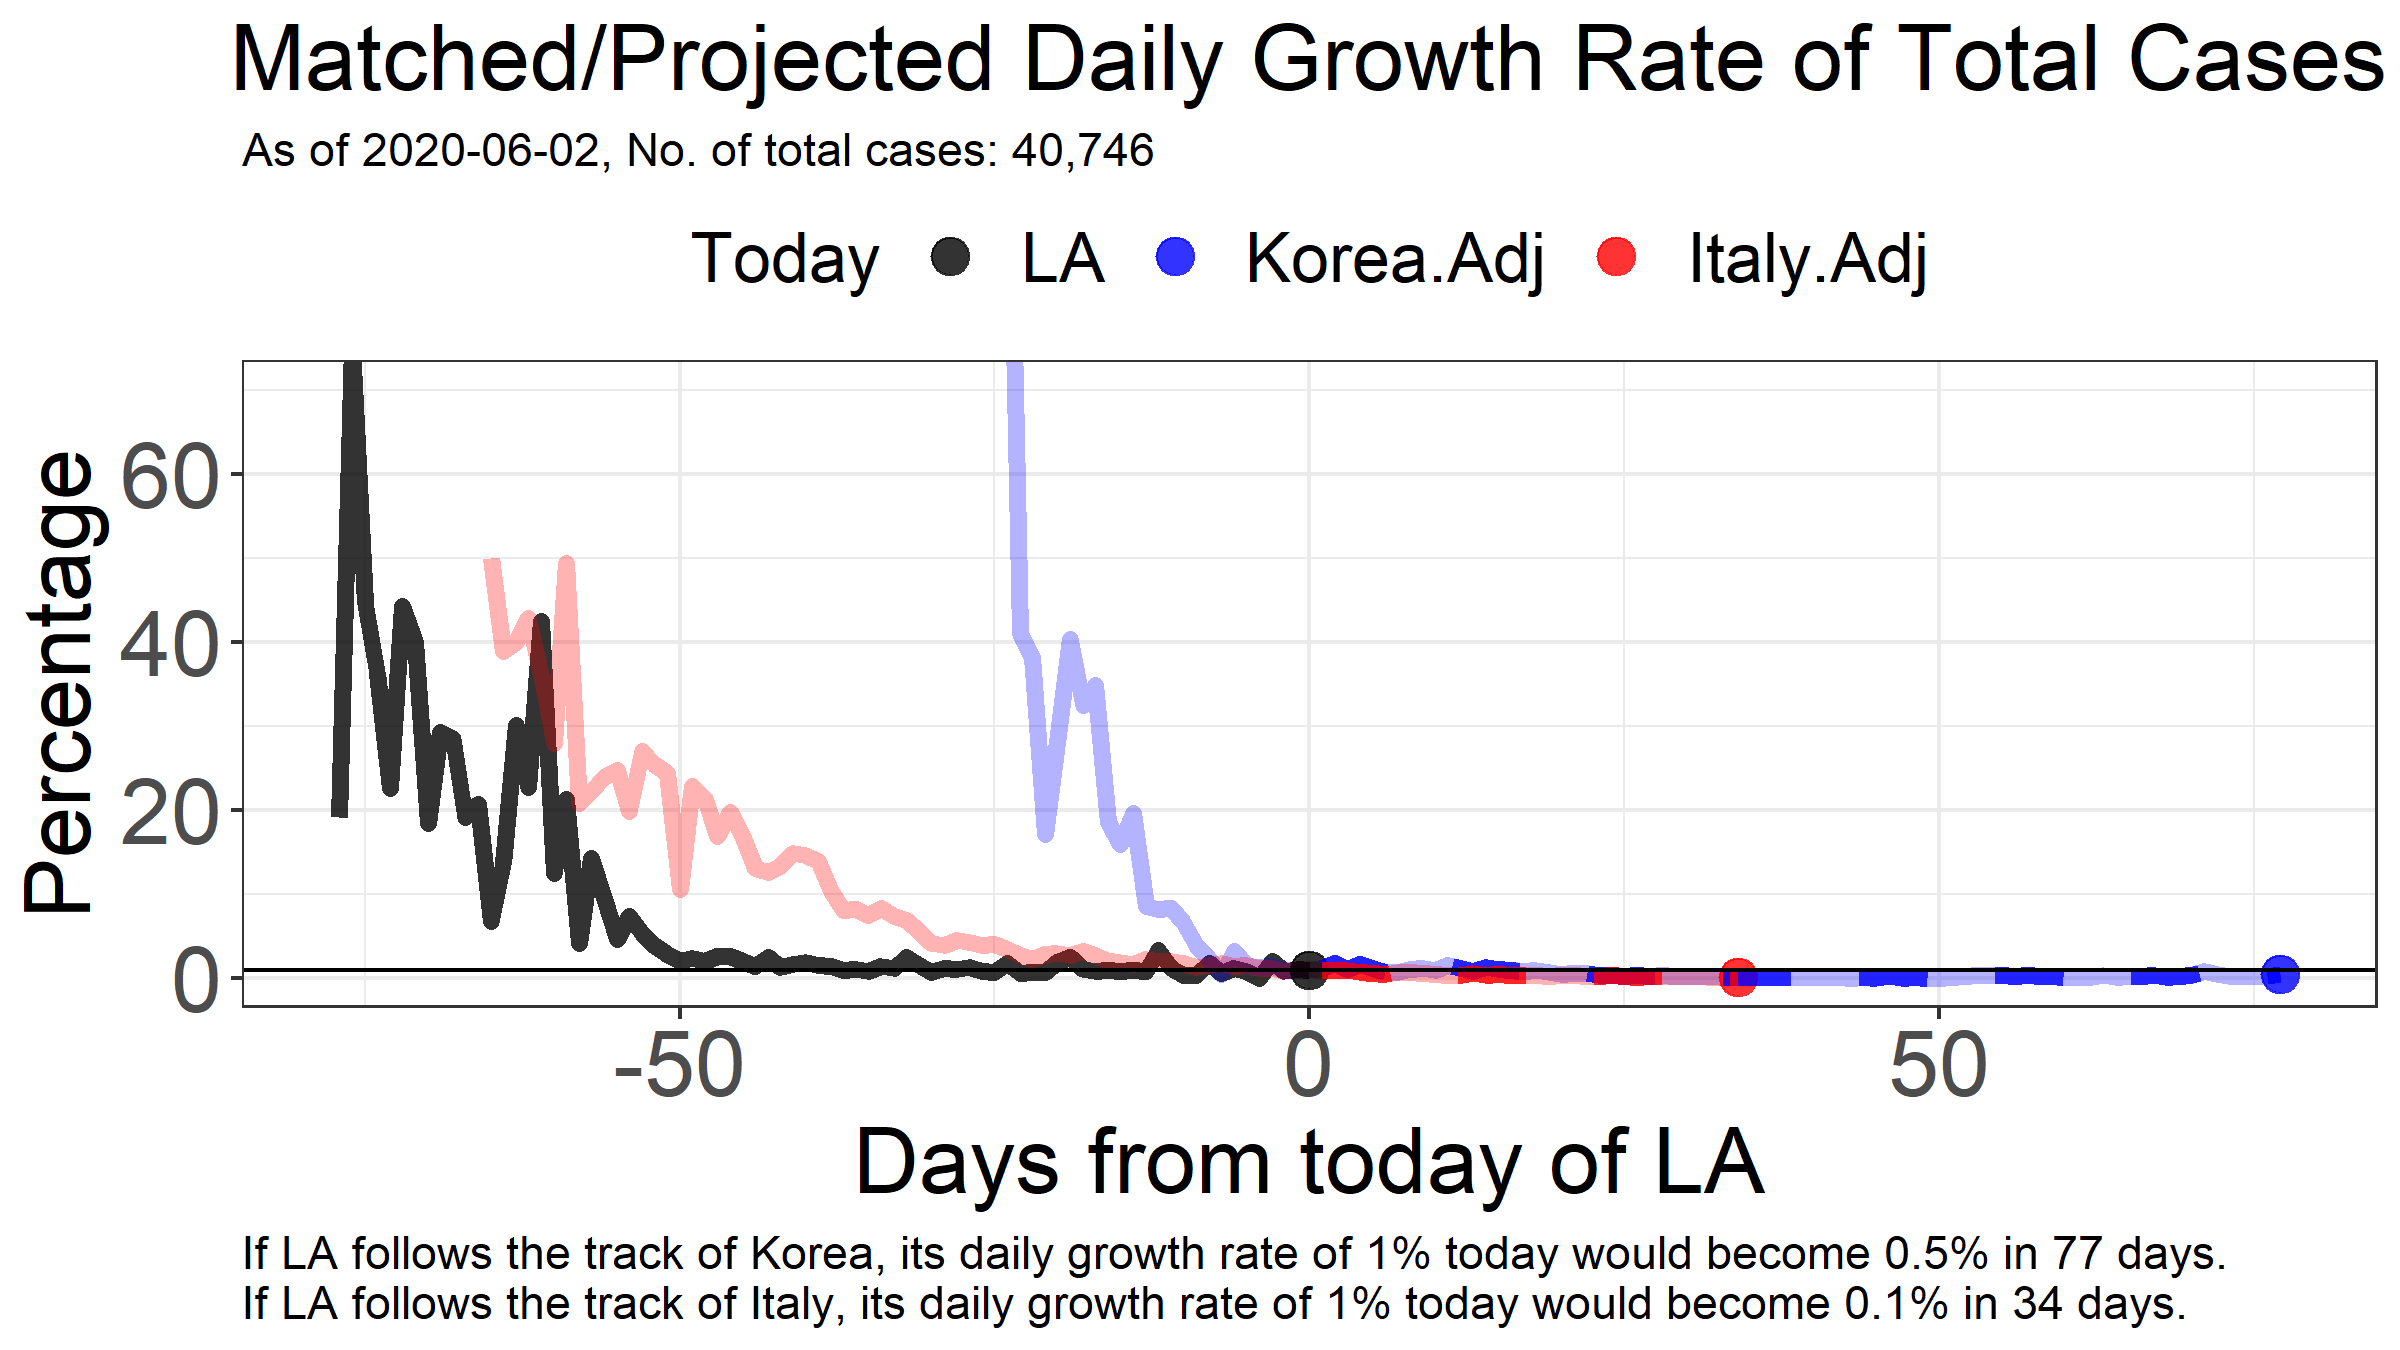 Matched/Projected Daily Growth Rate of Total Cases
As of 2020-06-02, No. of total cases: 40,746
Today LA Korea.Adj Italy.Adj
Percentage
60
40
20
0
-50 0 50
Days from today of LA
If LA follows the track of Korea, its daily growth rate of 1% today would become 0.5% in 77 days.
If LA follows the track of Italy, its daily growth rate of 1% today would become 0.1% in 34 days.